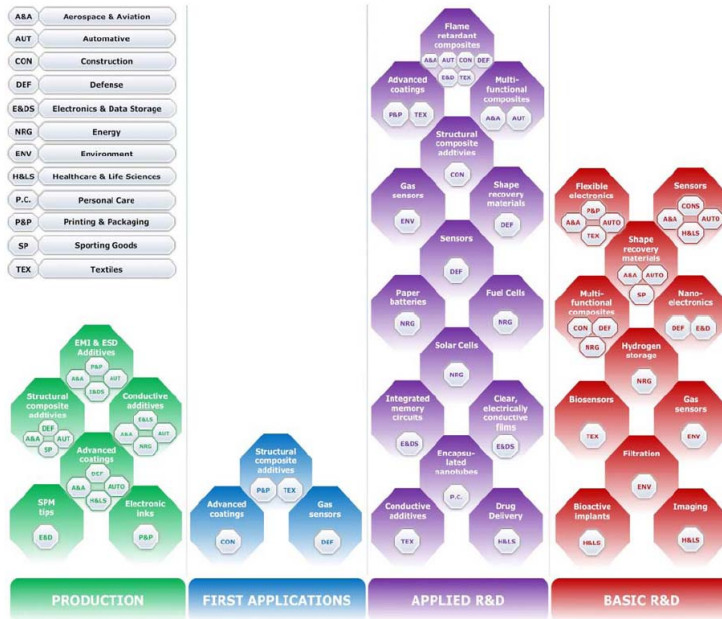 A&A Aerospace & Aviation
AUT Automative
CON Construction
DEF Defense
E&DS Electronics & Data Storage
NRG Energy
ENV Environment
H&LS Healthcare & Life Sciences
P.C. Personal Care
P&P Printing & Packaging
SP Sporting Goods
TEX Textiles
EMI & ESD
Additives
P&P
A&A AUT
E&DS
Structural
composite
additives
DEF
A&A AUT
SP
Conductive additives
E&LS
A&A AUT
NRG
Advanced
coatings
DEF
A&A AUTO
H&LS
SPM
tips
E&D
Electronic
inks
P&P
PRODUCTION
Structural
composite
additives
P&P TEX
Advanced
coatings
CON
Gas
sensors
DEF
FIRST APPLICATIONS
Flame
retardant
composites
A&A AUT CON DEF
E&D TEX
Advanced
coatings
P&P TEX
Multi-
functional
composites
A&A AUT
Structural
composite
additives
CON
Gas
sensors
ENV
Shape
recovery
materials
DEF
Sensors
DEF
Paper
batteries
NRG
Fuel Cells
NRG
Solar Cells
NRG
Integrated
memory
circuits
E&DS
Clear,
electrically
conductive
films
E&DS
Encapsu-
lated
nanotubes
P.C.
Conductive
additives
TEX
Drug
Delivery
H&LS
APPLIED R&D
Flexible
electronics
P&P
A&A AUTO
TEX
Sensors
CONS
A&A AUTO
H&LS
Shape
recovery
materials
A&A AUTO
SP
Multi-
functional
composites
CON DEF
NRG
Nano-
electronics
DEF E&D
Hydrogen
storage
NRG
Biosensors
TEX
Gas
sensors
ENV
Filtration
ENV
Bioactive
implants
H&LS
Imaging
H&LS
BASIC R&D